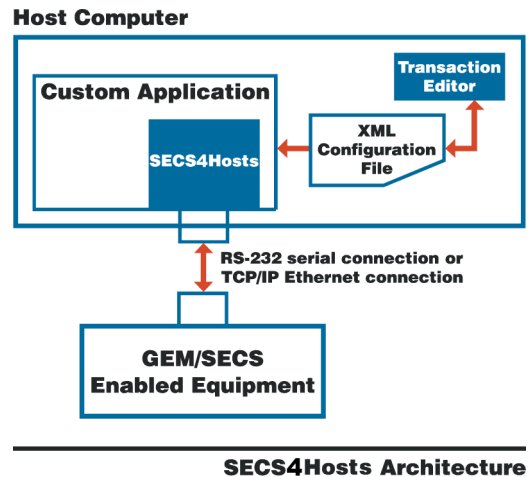 Host Computer
Transaction
Editor
Custom Application
SECS4Hosts
XML
Configuration
File
RS-232 serial connection or
TCP/IP Ethernet connection
GEM/SECS
Enabled Equipment
SECS4Hosts Architecture